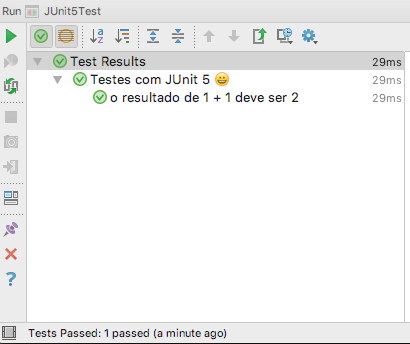 Run JUnit5Test
Test Results 29ms
Testes com JUnit 5 😀 29ms
o resultado de 1 + 1 deve ser 2 29ms
Tests Passed: 1 passed (a minute ago)